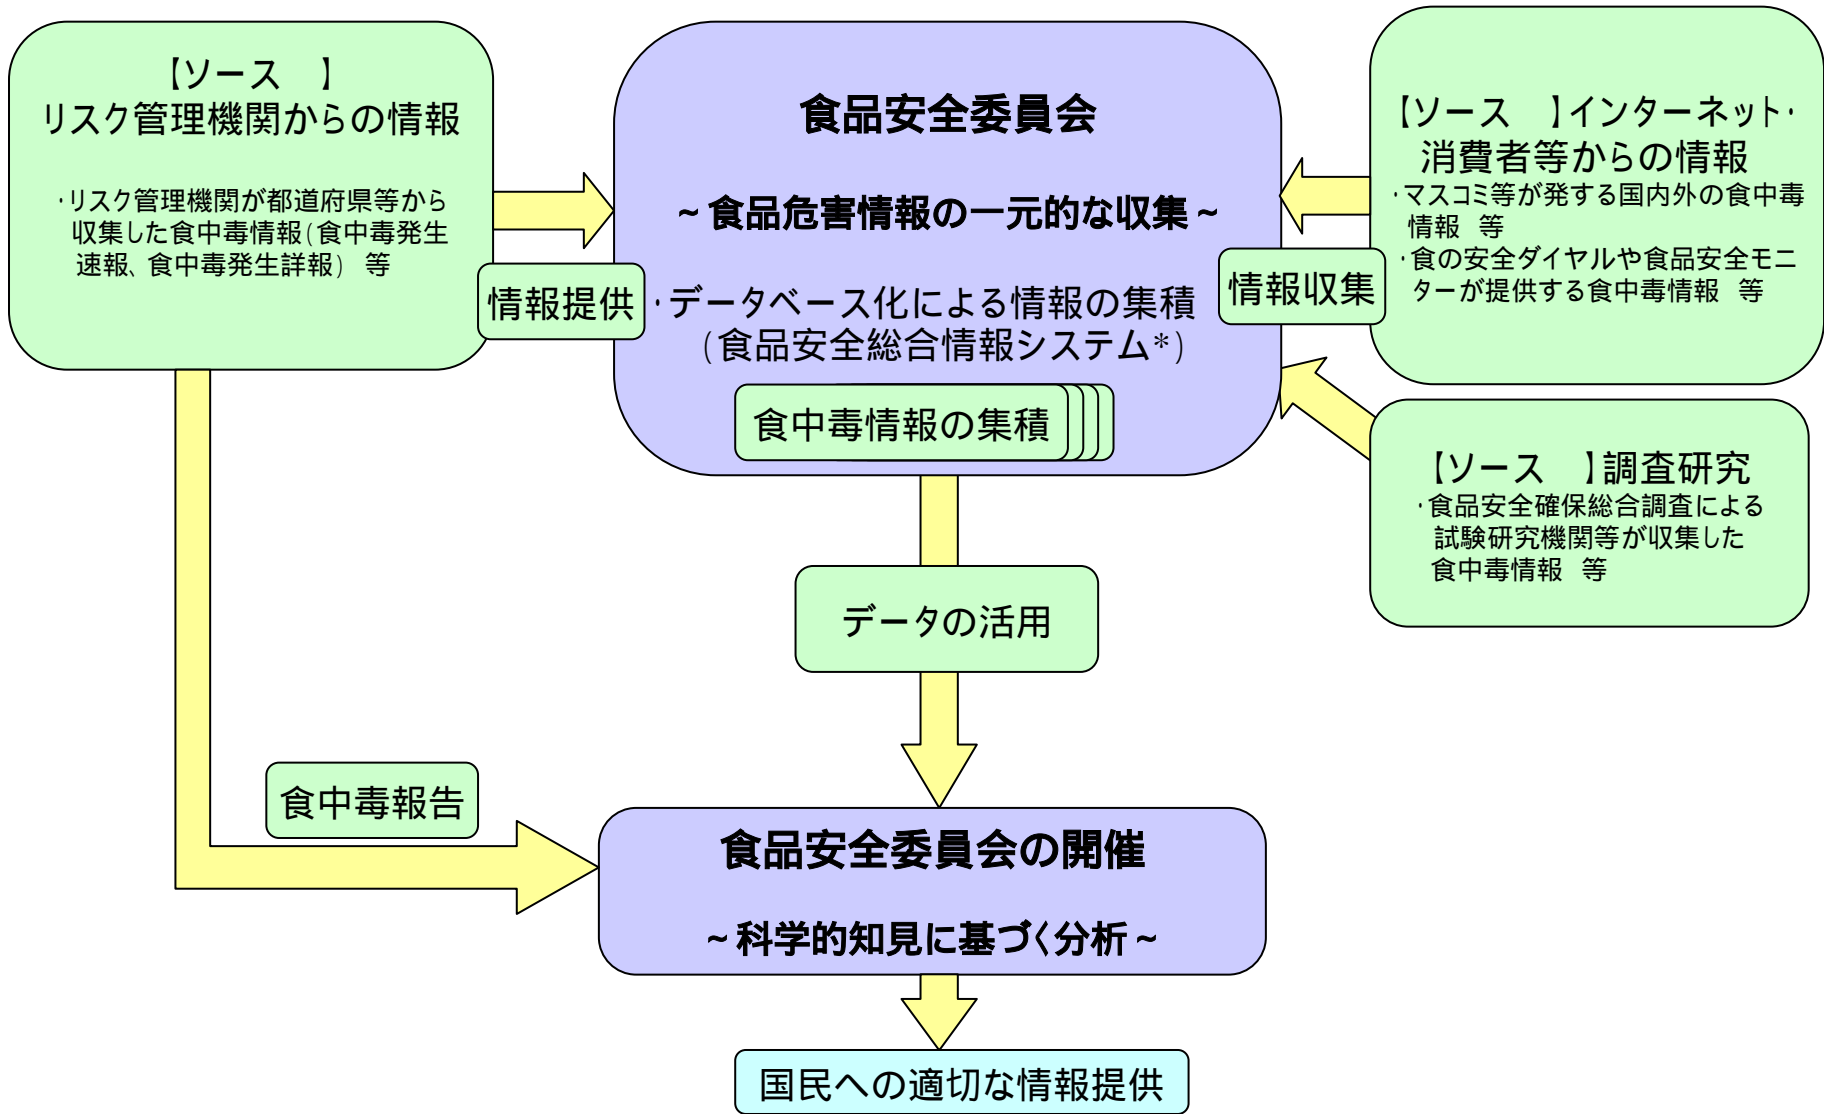 【ソース　】
リスク管理機関からの情報
・リスク管理機関が都道府県等から
収集した食中毒情報(食中毒発生
速報、食中毒発生詳報)　等
情報提供
食品安全委員会
~食品危害情報の一元的な収集~
・データベース化による情報の集積
(食品安全総合情報システム*)
食中毒情報の集積
【ソース　】インターネット・
消費者等からの情報
・マスコミ等が発する国内外の食中毒
情報　等
・食の安全ダイヤルや食品安全モニ
ターが提供する食中毒情報　等
情報収集
【ソース　】調査研究
・食品安全確保総合調査による
試験研究機関等が収集した
食中毒情報　等
データの活用
食中毒報告
食品安全委員会の開催
~科学的知見に基づく分析~
国民への適切な情報提供